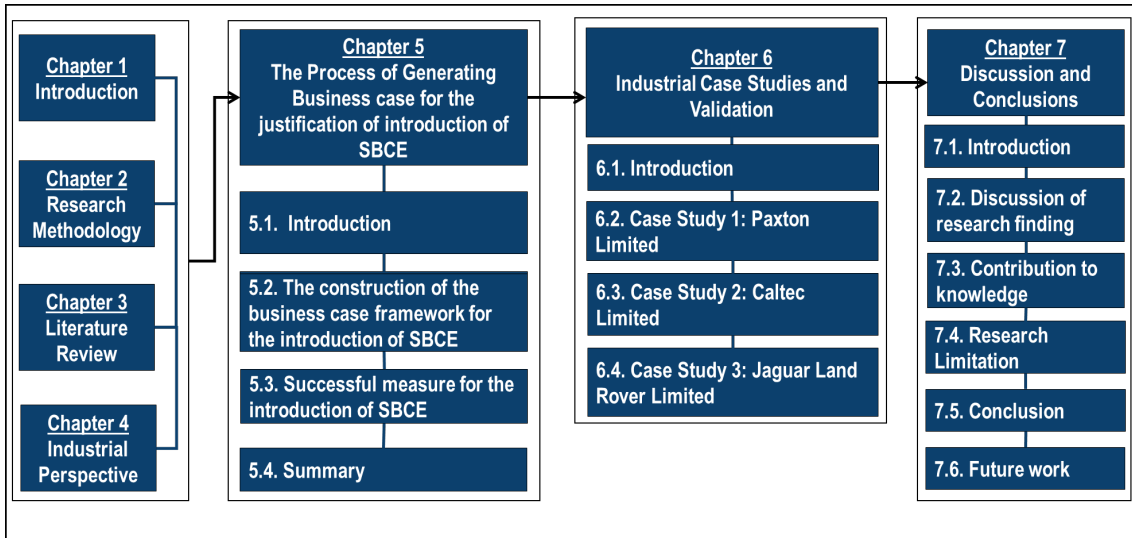 Chapter 1
Introduction
Chapter 2
Research
Methodology
Chapter 3
Literature
Review
Chapter 4
Industrial
Perspective
Chapter 5
The Process of Generating
Business case for the
justification of introduction of
SBCE
5.1. Introduction
5.2. The construction of the
business case framework for
the introduction of SBCE
5.3. Successful measure for the
introduction of SBCE
5.4. Summary
Chapter 6
Industrial Case Studies and
Validation
6.1. Introduction
6.2. Case Study 1: Paxton
Limited
6.3. Case Study 2: Caltec
Limited
6.4. Case Study 3: Jaguar Land
Rover Limited
Chapter 7
Discussion and
Conclusions
7.1. Introduction
7.2. Discussion of
research finding
7.3. Contribution to
knowledge
7.4. Research
Limitation
7.5. Conclusion
7.6. Future work